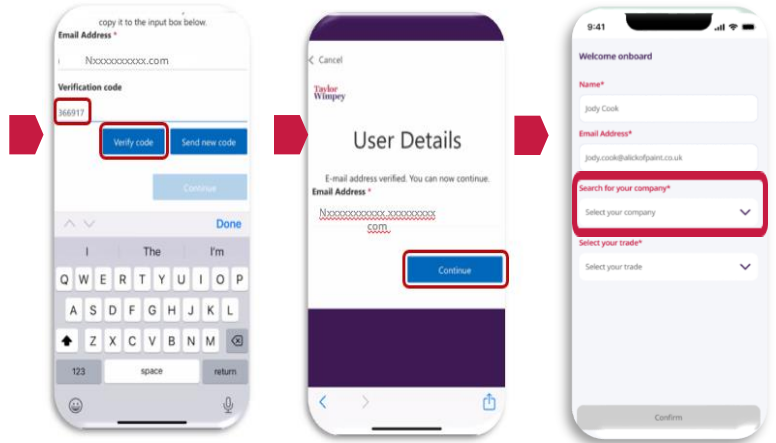 copy it to the input box below.
Email Address *
Nxxxxxxxxxx.com
Verification code
366917
Verify code
Send new code
Continue
Done
I
The
I'm
Q W E R T Y U I O P
A S D F G H J K L
Z X C V B N M
123
space
return
Cancel
Taylor
Wimpey
User Details
E-mail address verified. You can now continue.
Email Address *
Nxxxxxxxxxxx.xxxxxxxxx
com
Continue
9:41
Welcome onboard
Name*
Jody Cook
Email Address*
jody.cook@alickofpaint.co.uk
Search for your company*
Select your company
Select your trade*
Select your trade
Confirm